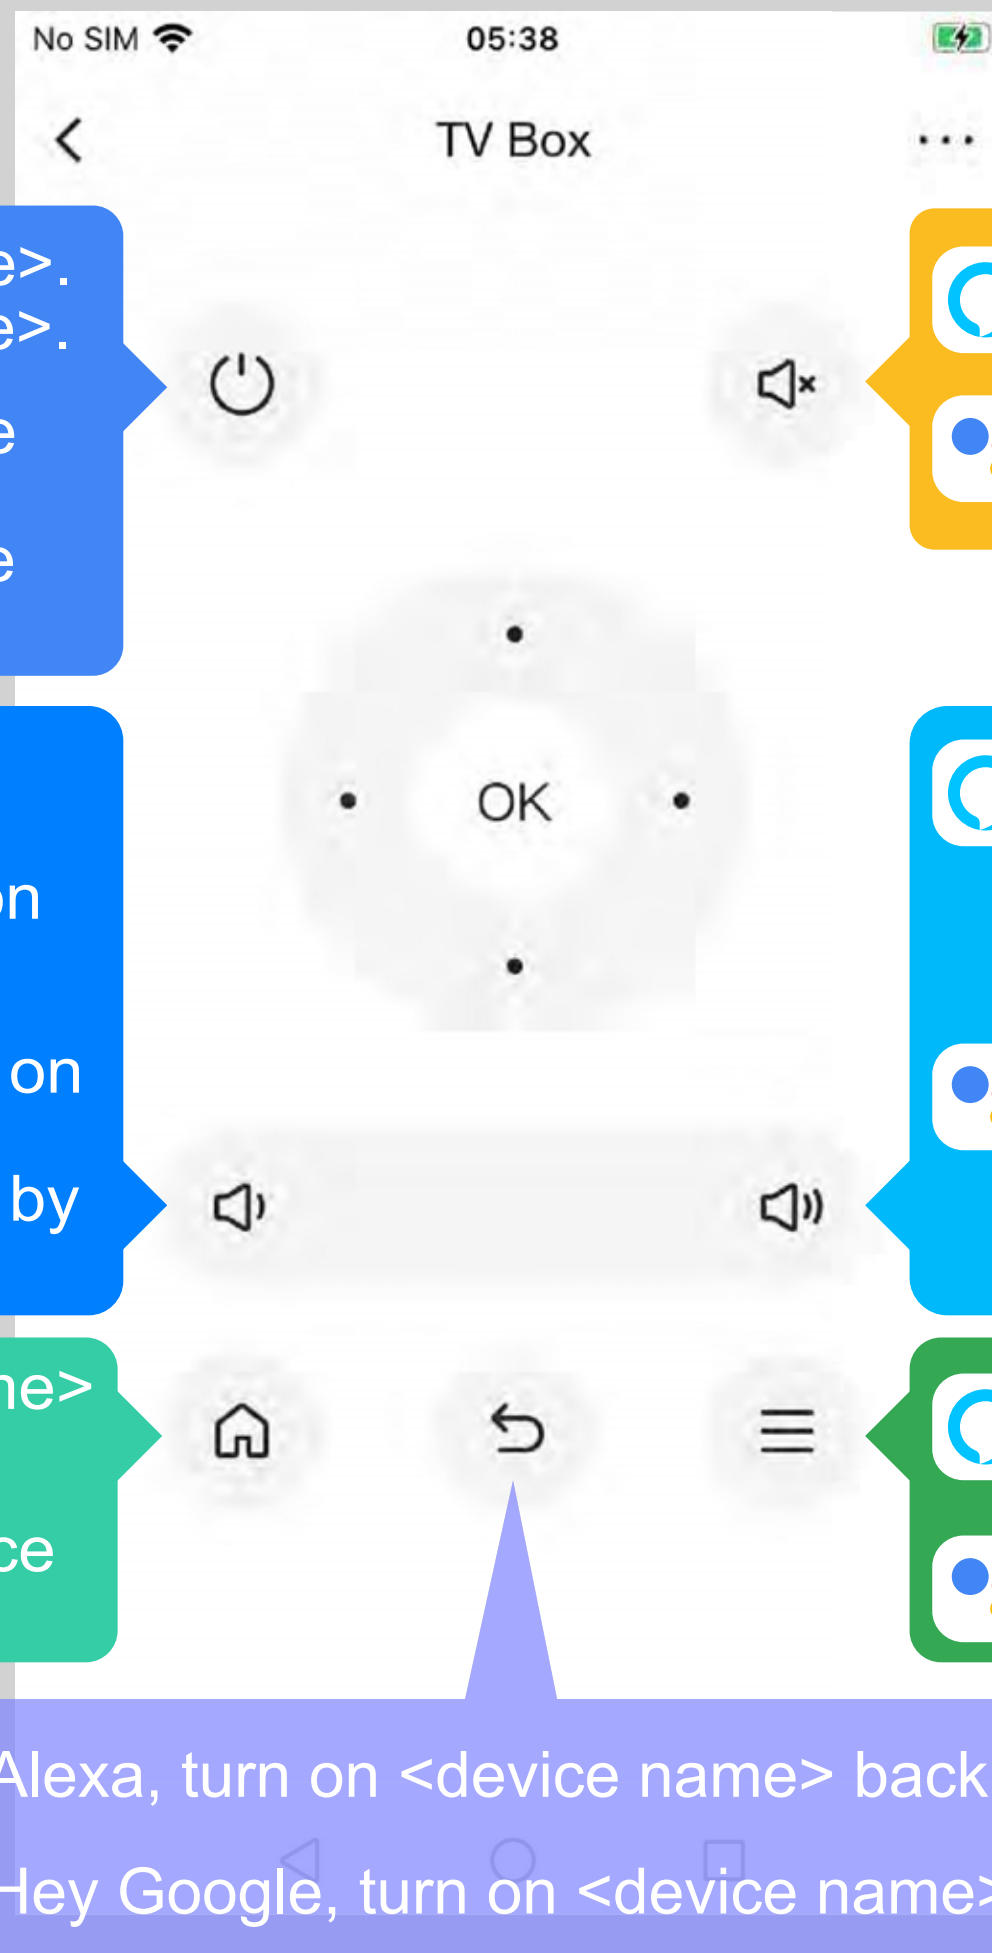 No SIM 05:38
TV Box
e>.
e>.
e
e
OK
on
on
by
ne>
ce
Alexa, turn on <device name> back
Hey Google, turn on <device name>